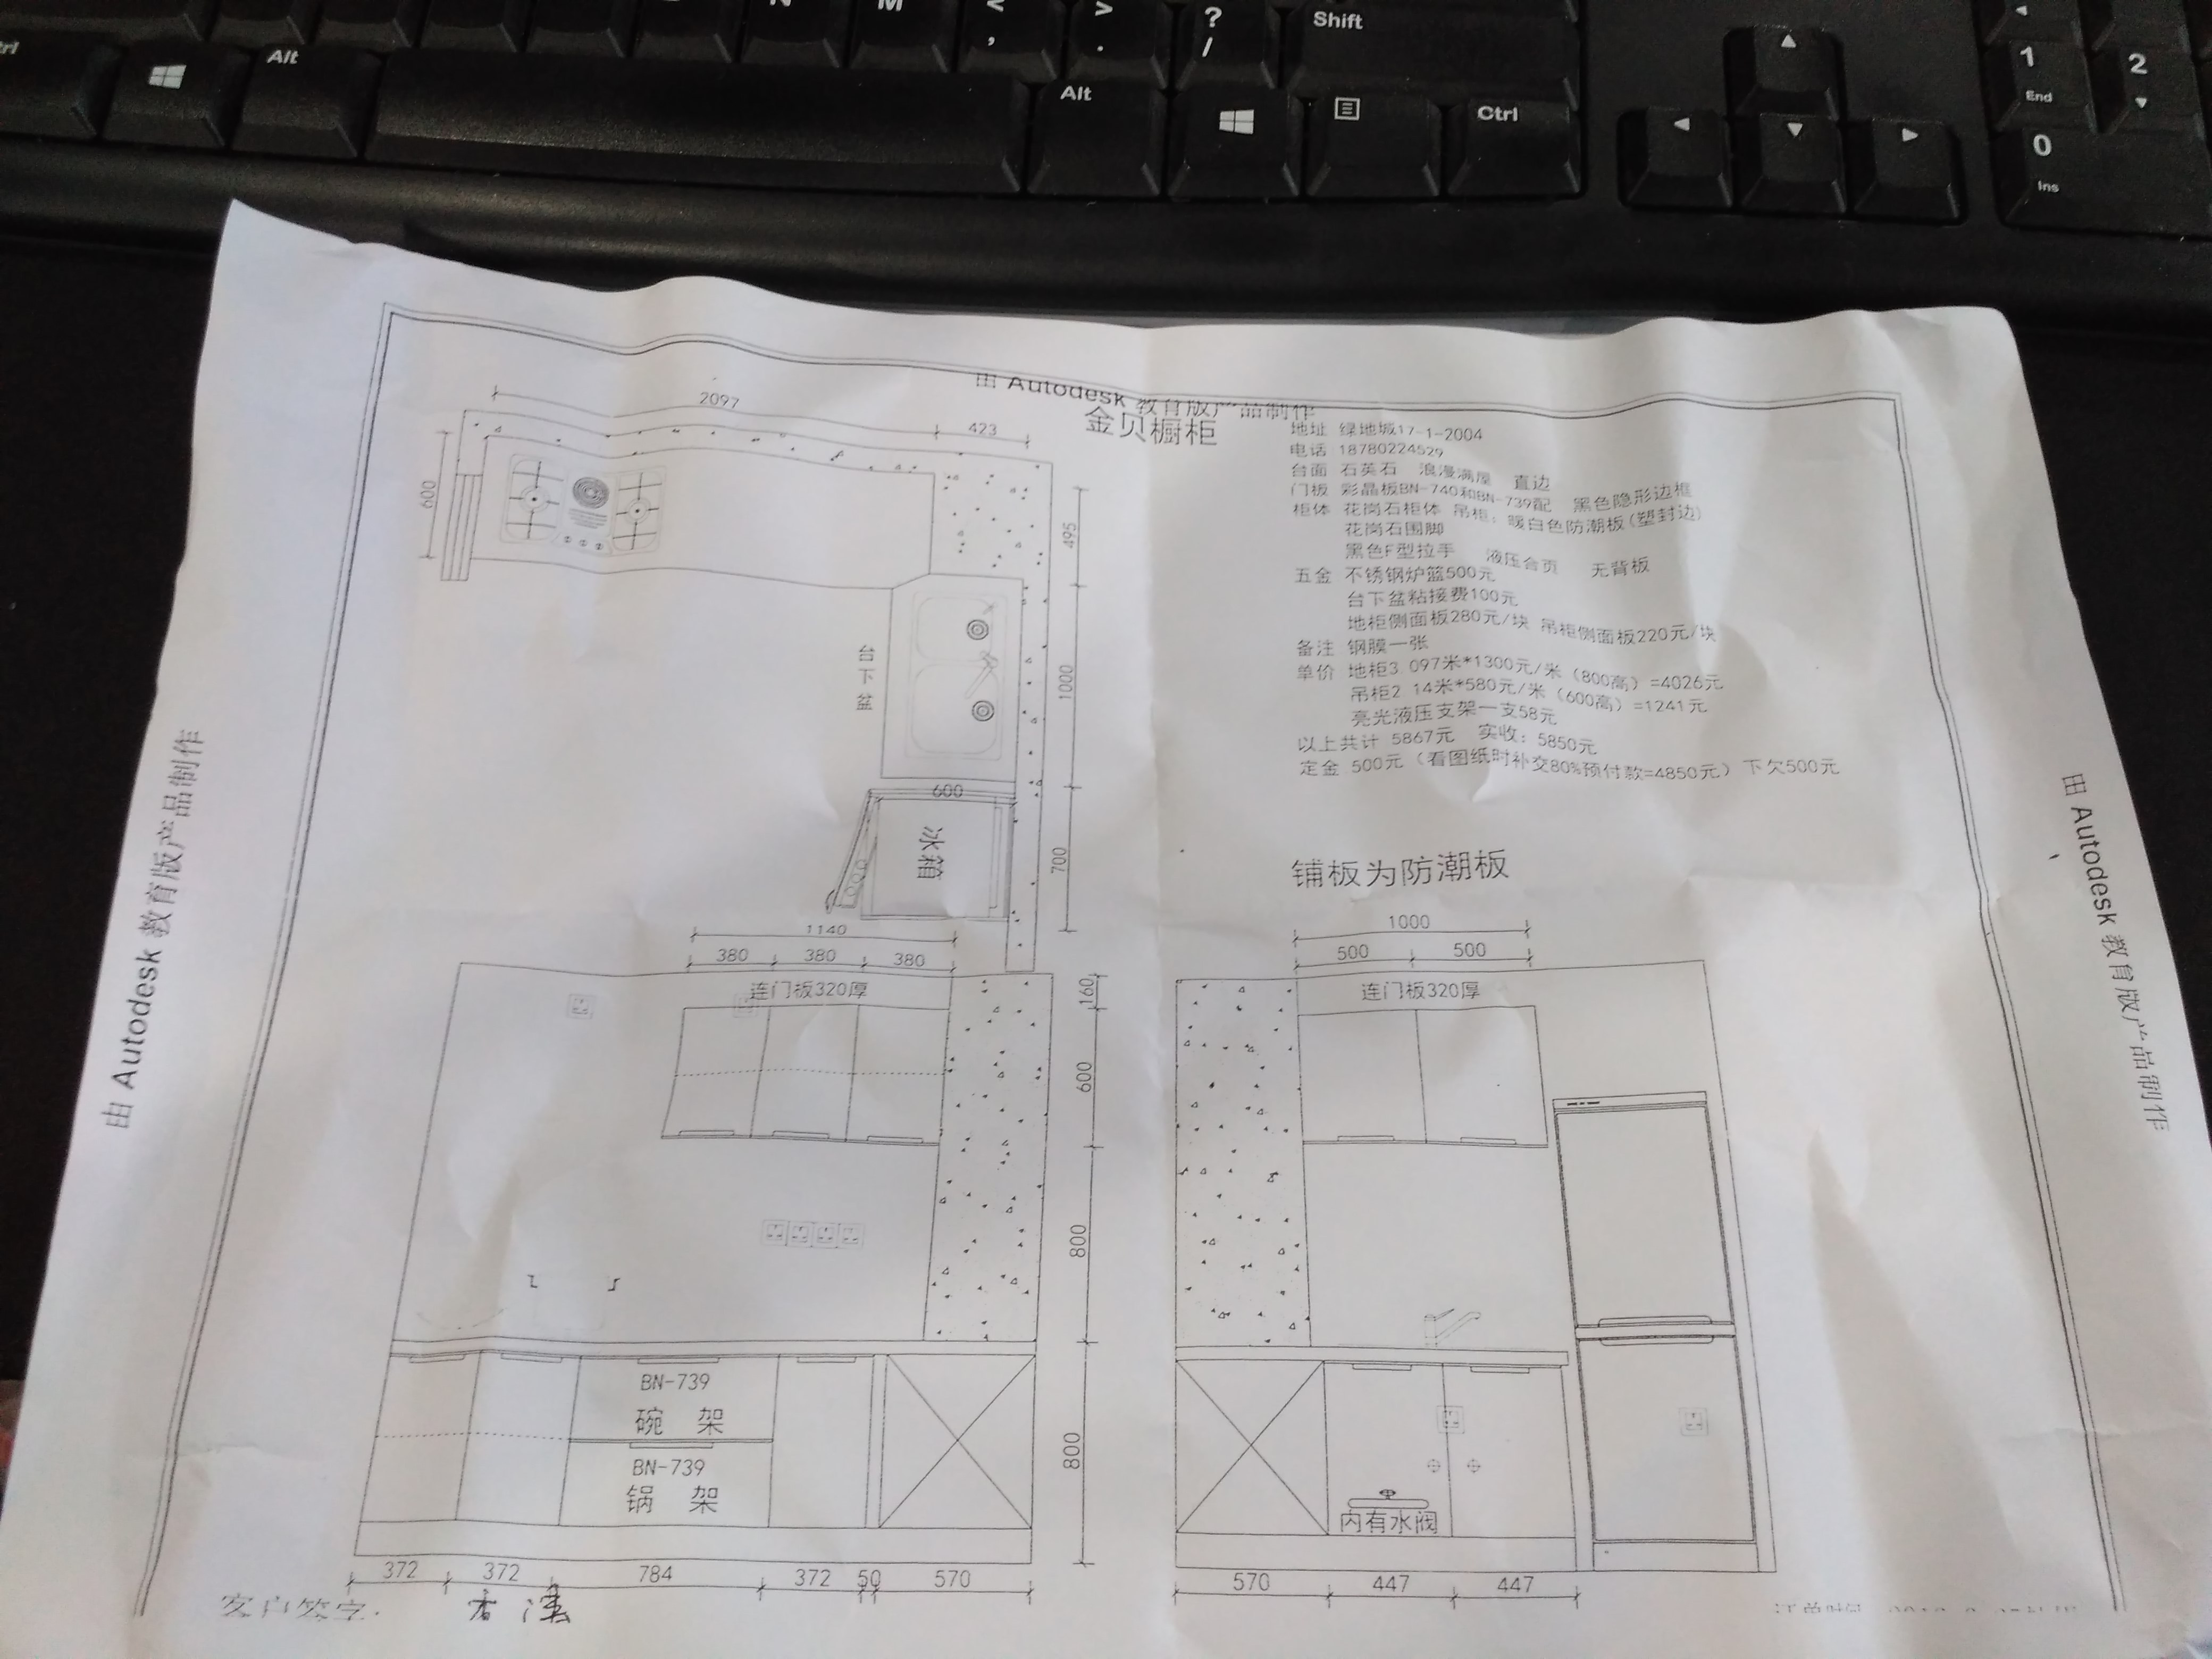 Alt
Alt
Ctrl
Shift
N
M
<
,
>
.
?
/
1
End
2
0
Ins
由 Autodesk 教育版产品制作
由 Autodesk 教育版产品制作
由 Autodesk 教育版产品制作
金贝橱柜
地址 绿地城17-1-2004
电话 18780224529
台面 石英石 浪漫满屋 直边
门板 彩晶板BN-740和BN-739配 黑色隐形边框
柜体 花岗石柜体 吊柜：暖白色防潮板(塑封边)
花岗石围脚
黑色F型拉手 液压合页 无背板
五金 不锈钢炉篮500元
台下盆粘接费100元
地柜侧面板280元/块 吊柜侧面板220元/块
备注 钢膜一张
单价 地柜3 097米*1300元/米（800高）=4026元
吊柜2 14米*580元/米（600高）=1241元
亮光液压支架一支58元
以上共计 5867元 实收：5850元
定金 500元（看图纸时补交80%预付款=4850元）下欠500元
铺板为防潮板
2097
423
600
495
1000
700
台下盆
600
冰箱
1140
380 380 380
连门板320厚
160
600
800
800
BN-739
碗 架
BN-739
锅 架
372 372 784 372 50 570
1000
500 500
连门板320厚
内有水阀
570 447 447
客户签字: